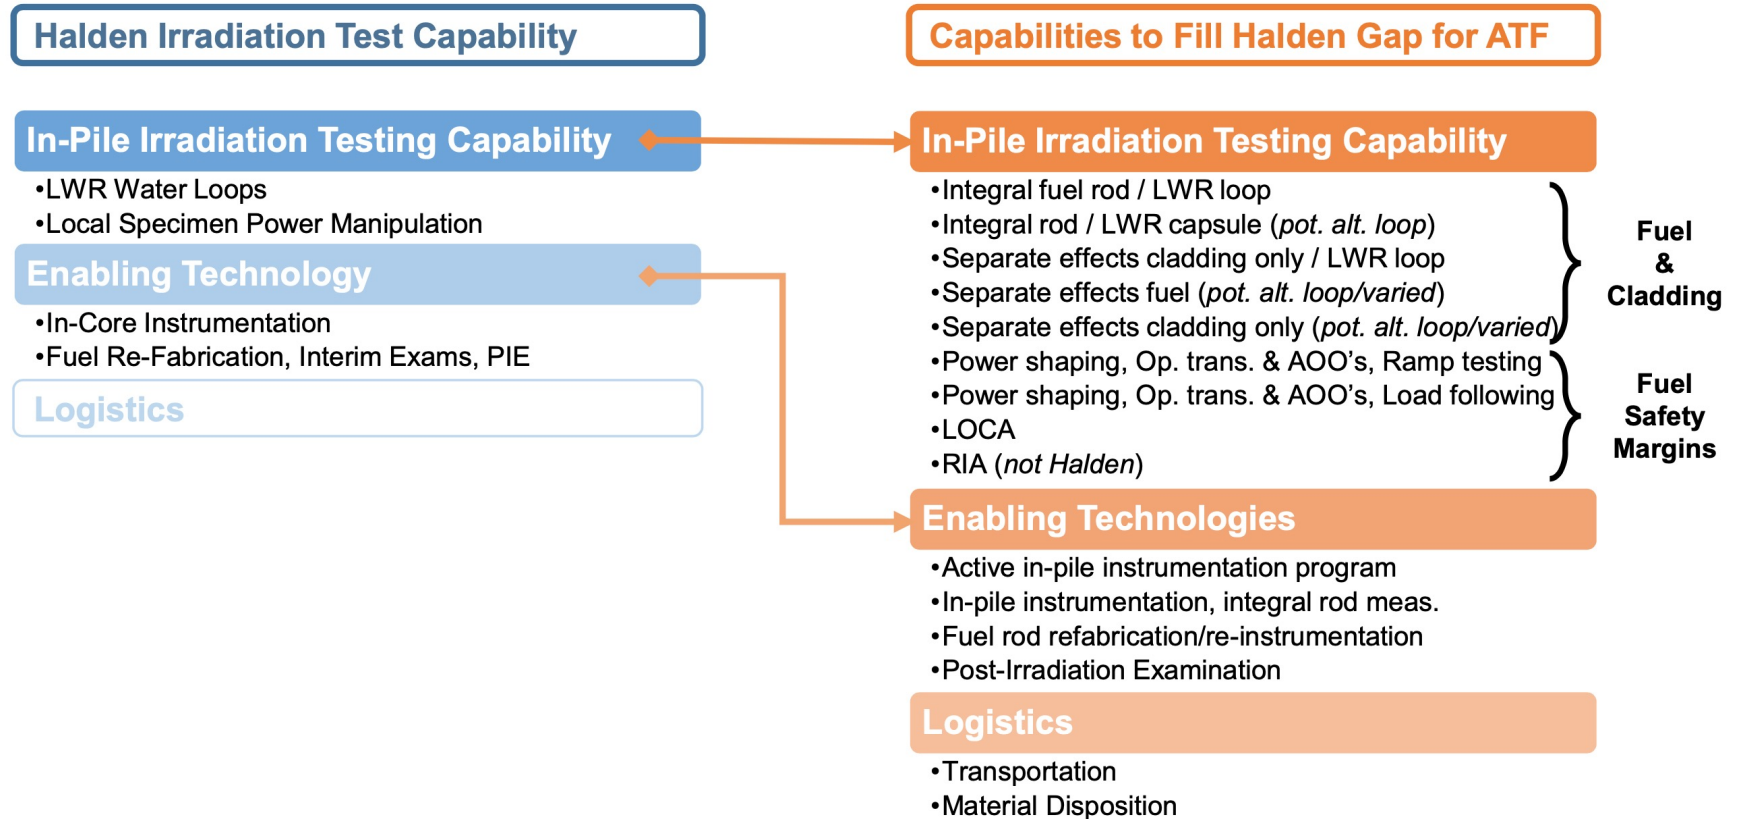 Halden Irradiation Test Capability
In-Pile Irradiation Testing Capability
•LWR Water Loops
•Local Specimen Power Manipulation
Enabling Technology
•In-Core Instrumentation
•Fuel Re-Fabrication, Interim Exams, PIE
Logistics
Capabilities to Fill Halden Gap for ATF
In-Pile Irradiation Testing Capability
•Integral fuel rod / LWR loop
•Integral rod / LWR capsule (pot. alt. loop)
•Separate effects cladding only / LWR loop
•Separate effects fuel (pot. alt. loop/varied)
•Separate effects cladding only (pot. alt. loop/varied)
Fuel
&
Cladding
•Power shaping, Op. trans. & AOO’s, Ramp testing
•Power shaping, Op. trans. & AOO’s, Load following
•LOCA
•RIA (not Halden)
Fuel
Safety
Margins
Enabling Technologies
•Active in-pile instrumentation program
•In-pile instrumentation, integral rod meas.
•Fuel rod refabrication/re-instrumentation
•Post-Irradiation Examination
Logistics
•Transportation
•Material Disposition